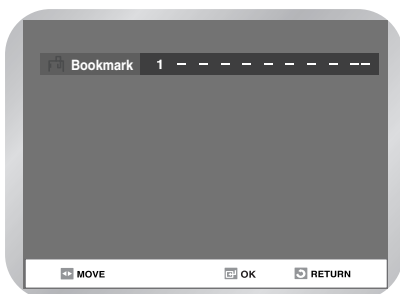 Bookmark 1 – – – – – – – – ––
MOVE OK RETURN